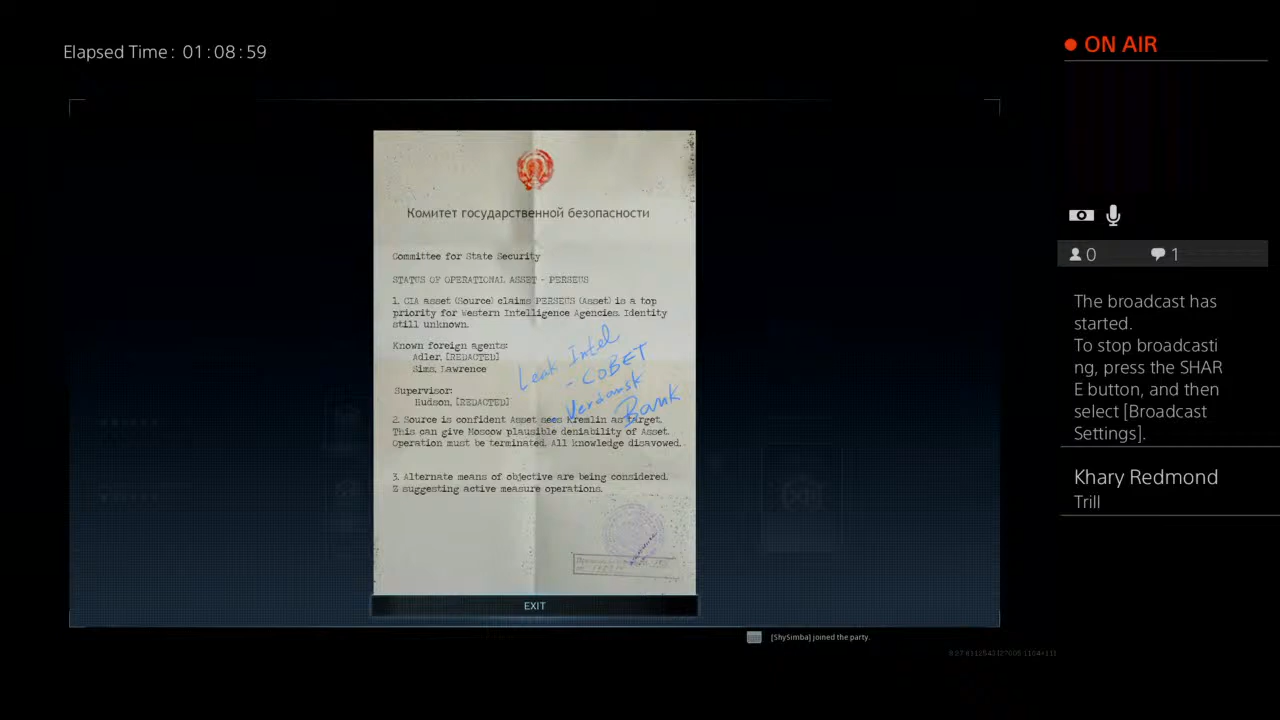 Elapsed Time: 01:08:59
ON AIR
Комитет государственной безопасности
Committee for State Security
STATUS OF OPERATIONAL ASSET - PERSEUS
1. CIA asset (Source) claims PERSEUS (Asset) is a top
priority for Western Intelligence Agencies. Identity
still unknown.
Known foreign agents:
Adler, [REDACTED]
Sims, Lawrence
Supervisor:
Hudson, [REDACTED]
Leak Intel
- COBET
- Verdansk
Bank
2. Source is confident Asset sees Kremlin as target.
This can give Moscow plausible deniability of Asset.
Operation must be terminated. All knowledge disavowed.
3. Alternate means of objective are being considered.
Z suggesting active measure operations.
EXIT
[ShySimba] joined the party.
0
1
The broadcast has
started.
To stop broadcasti
ng, press the SHAR
E button, and then
select [Broadcast
Settings].
Khary Redmond
Trill